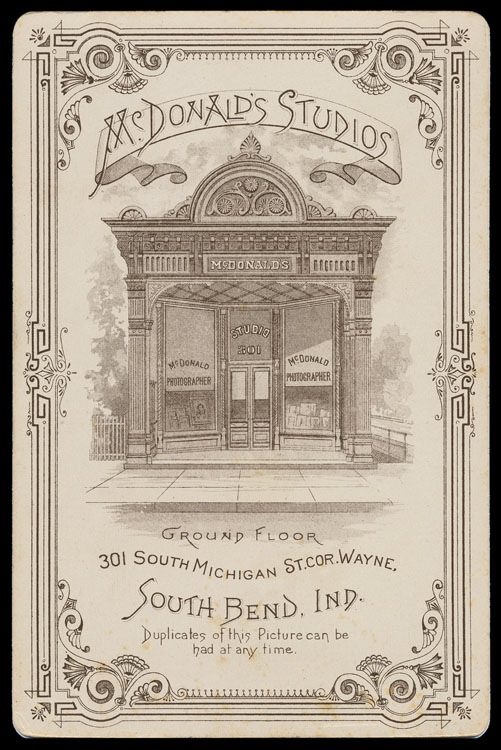 McDonald's Studios
McDONALD'S
STUDIO
301
McDONALD
PHOTOGRAPHER
McDONALD
PHOTOGRAPHER
GROUND FLOOR
301 SOUTH MICHIGAN ST. COR. WAYNE,
SOUTH BEND, IND.
Duplicates of this Picture can be
had at any time.